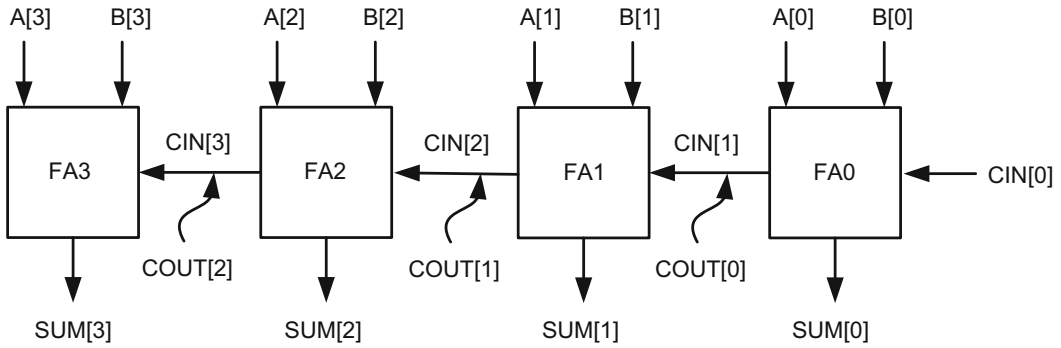 A[3] B[3] A[2] B[2] A[1] B[1] A[0] B[0]
CIN[3] CIN[2] CIN[1]
FA3 FA2 FA1 FA0
CIN[0]
COUT[2] COUT[1] COUT[0]
SUM[3] SUM[2] SUM[1] SUM[0]